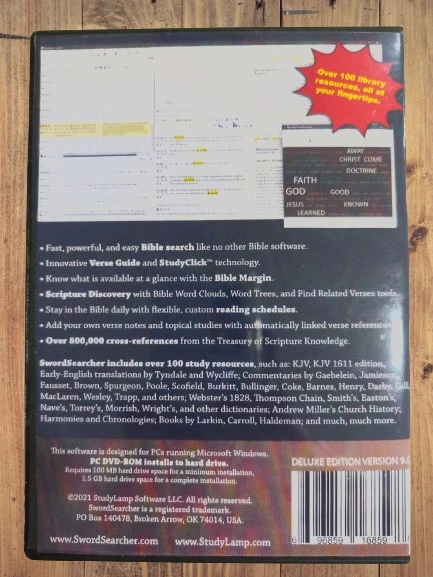 Over 100 library
resources, all at
your fingertips.
AWAY
CHRIST COME
DOCTRINE
FAITH
GOD GOOD
JESUS KNOWN
LEARNED
• Fast, powerful, and easy Bible search like no other Bible software.
• Innovative Verse Guide and StudyClick™ technology.
• Know what is available at a glance with the Bible Margin.
• Scripture Discovery with Bible Word Clouds, Word Trees, and Find Related Verses tools.
• Stay in the Bible daily with flexible, custom reading schedules.
• Add your own verse notes and topical studies with automatically linked verse references
• Over 800,000 cross-references from the Treasury of Scripture Knowledge.
SwordSearcher includes over 100 study resources, such as: KJV, KJV 1611 edition,
Early-English translations by Tyndale and Wycliffe; Commentaries by Gaebelein, Jamieson,
Fausset, Brown, Spurgeon, Poole, Scofield, Burkitt, Bullinger, Coke, Barnes, Henry, Darby, Gill,
MacLaren, Wesley, Trapp, and others; Webster's 1828, Thompson Chain, Smith's, Easton's,
Nave's, Torrey's, Morrish, Wright's, and other dictionaries; Andrew Miller's Church History;
Harmonies and Chronologies; Books by Larkin, Carroll, Haldeman; and much, much more.
This software is designed for PCs running Microsoft Windows.
PC DVD-ROM installs to hard drive.
Requires 100 MB hard drive space for a minimum installation,
1.5 GB hard drive space for a complete installation.
DELUXE EDITION VERSION 9.0
©2021 StudyLamp Software LLC. All rights reserved.
SwordSearcher is a registered trademark.
PO Box 140478, Broken Arrow, OK 74014, USA.
www.SwordSearcher.com www.StudyLamp.com